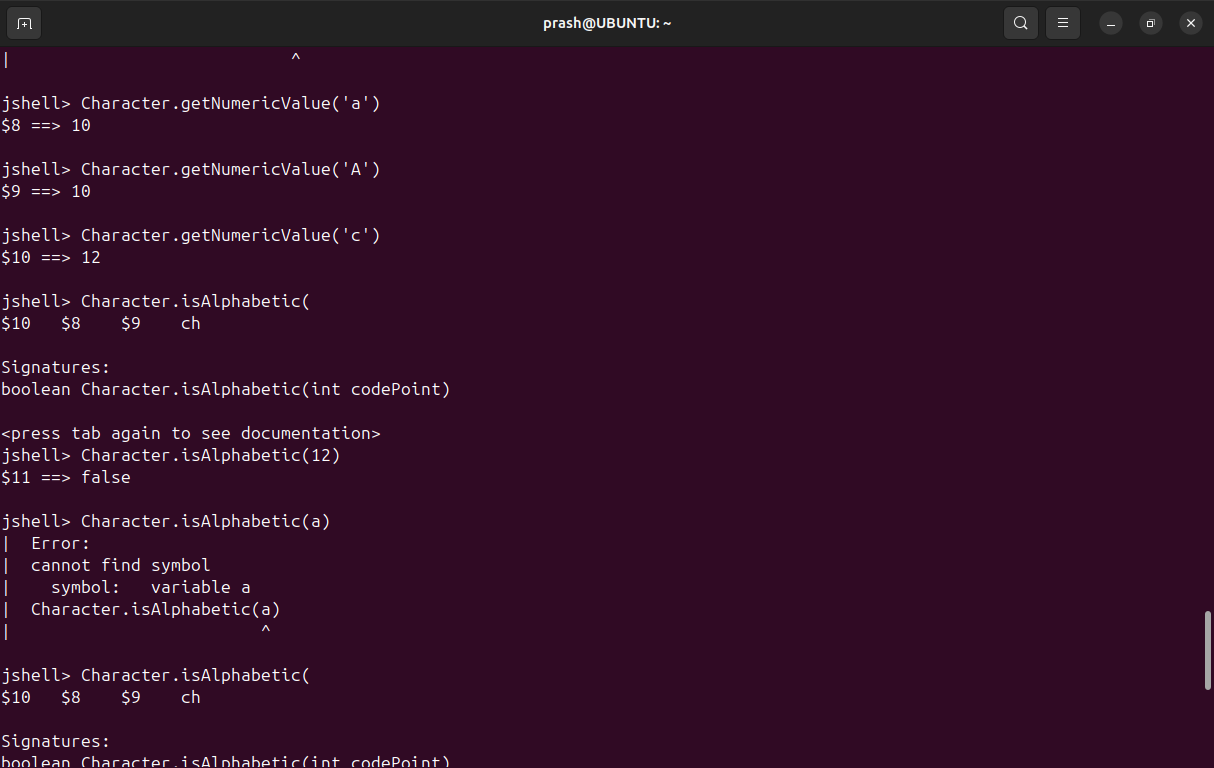 prash@UBUNTU: ~
|                             ^
jshell> Character.getNumericValue('a')
$8 ==> 10
jshell> Character.getNumericValue('A')
$9 ==> 10
jshell> Character.getNumericValue('c')
$10 ==> 12
jshell> Character.isAlphabetic(
$10   $8    $9    ch
Signatures:
boolean Character.isAlphabetic(int codePoint)
<press tab again to see documentation>
jshell> Character.isAlphabetic(12)
$11 ==> false
jshell> Character.isAlphabetic(a)
|  Error:
|  cannot find symbol
|    symbol:   variable a
|  Character.isAlphabetic(a)
|                          ^
jshell> Character.isAlphabetic(
$10   $8    $9    ch
Signatures:
boolean Character.isAlphabetic(int codePoint)